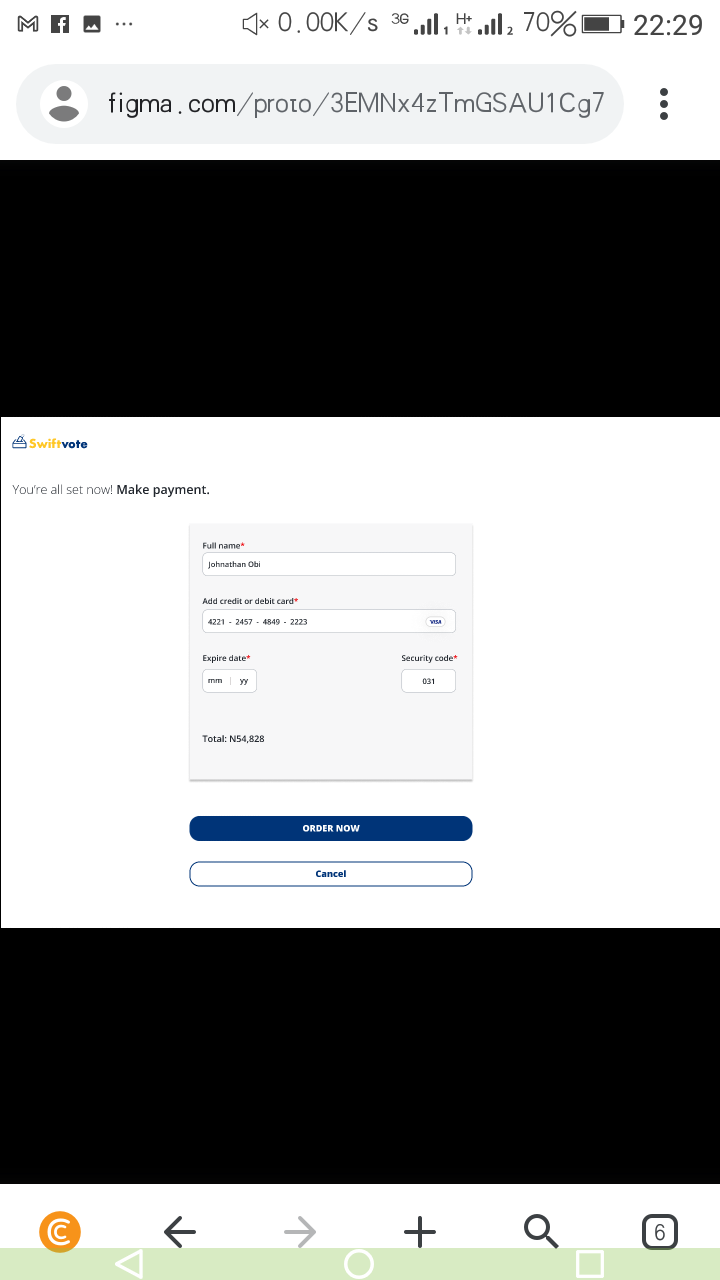 0.00K/s 3G 1 H+ 2 70% 22:29
figma.com/proto/3EMNx4zTmGSAU1Cg7
Swiftvote
You're all set now! Make payment.
Full name*
Johnathan Obi
Add credit or debit card*
4221 - 2457 - 4849 - 2223 VISA
Expire date* Security code*
mm | yy 031
Total: N54,828
ORDER NOW
Cancel
6